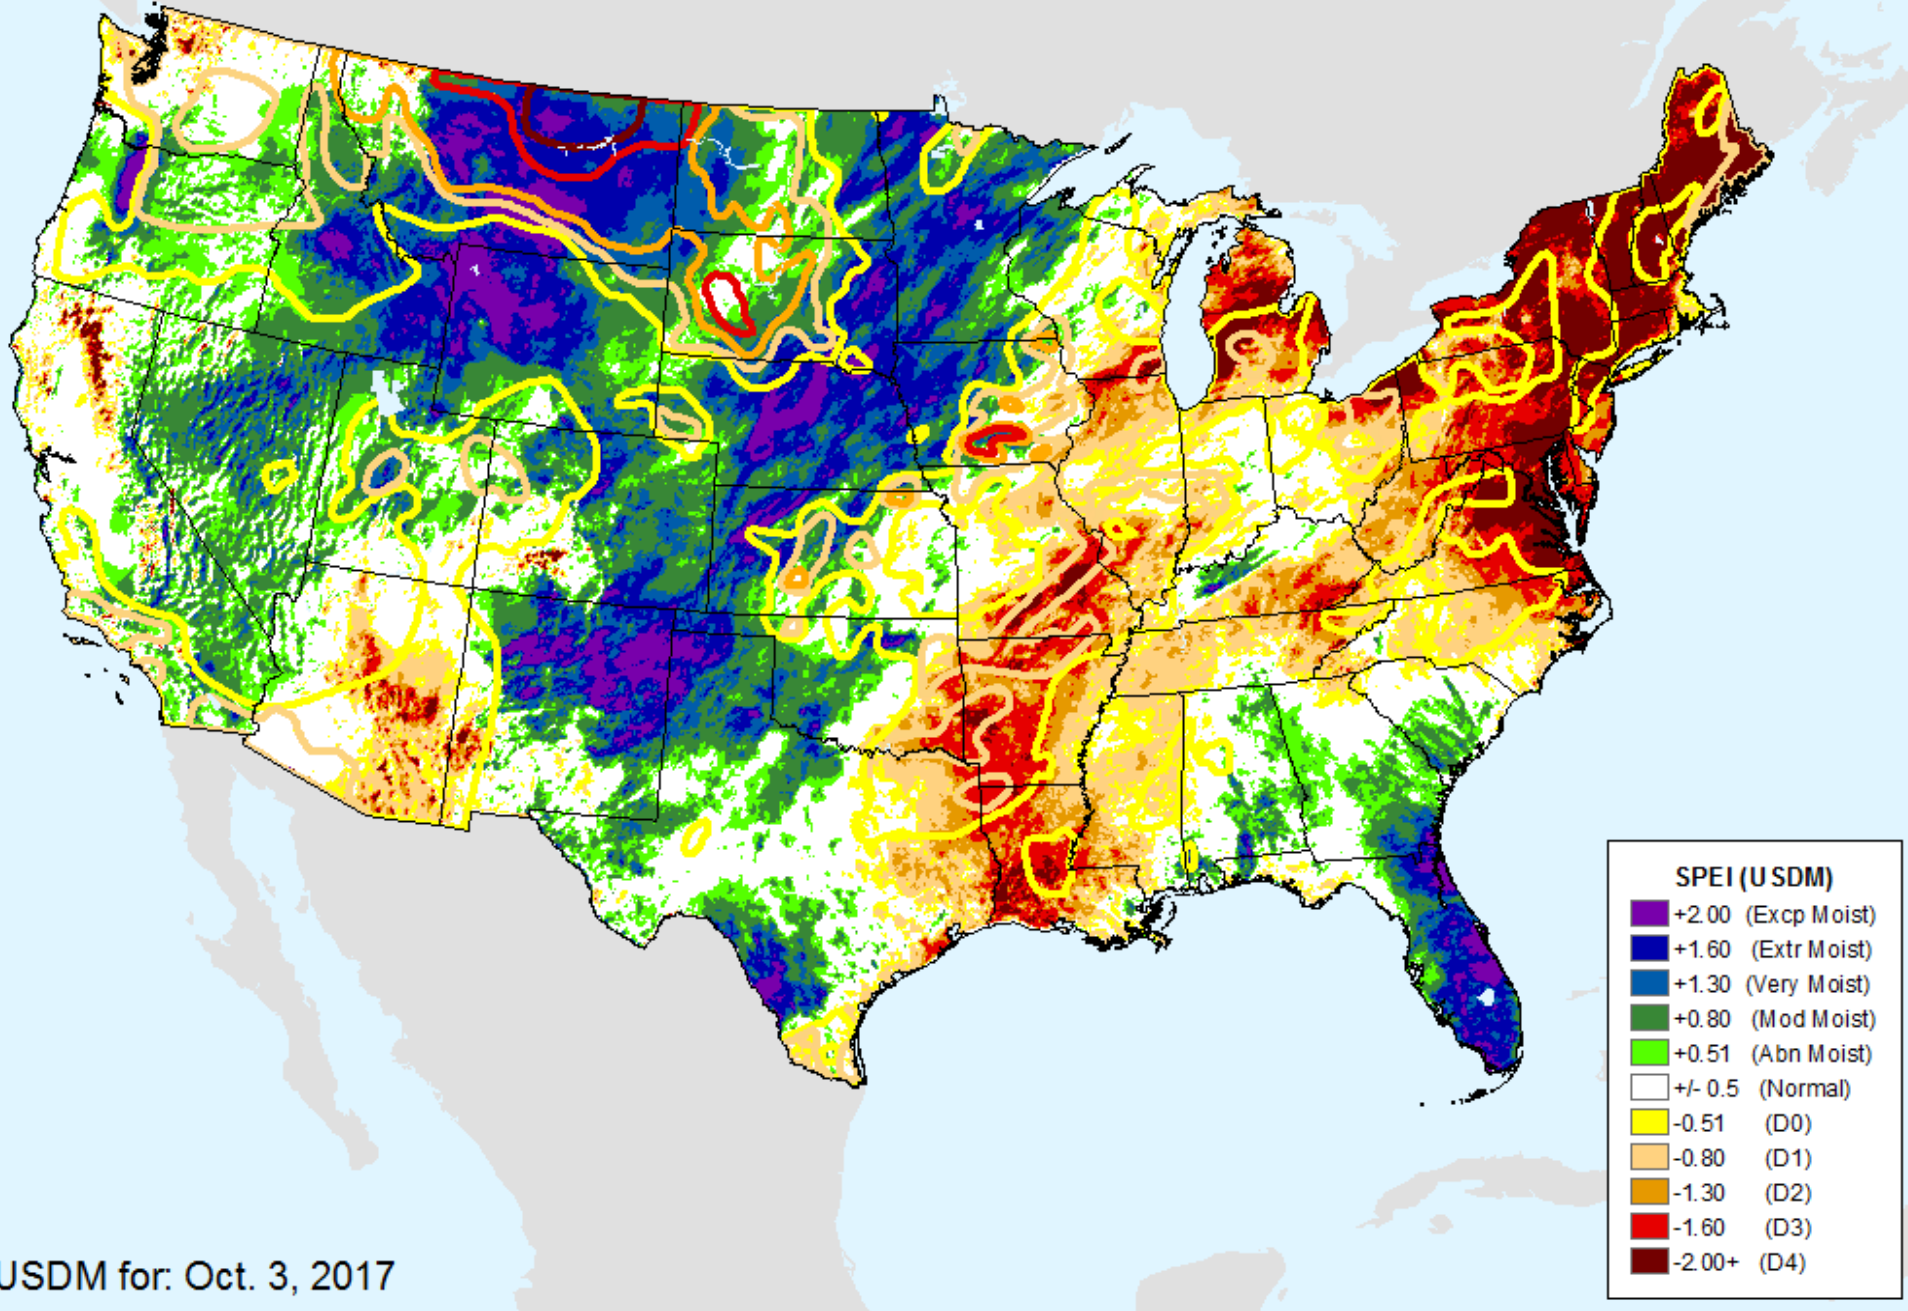 SPEI (USDM)
+2.00 (Excp Moist)
+1.60 (Extr Moist)
+1.30 (Very Moist)
+0.80 (Mod Moist)
+0.51 (Abn Moist)
+/- 0.5 (Normal)
-0.51 (D0)
-0.80 (D1)
-1.30 (D2)
-1.60 (D3)
-2.00+ (D4)
USDM for: Oct. 3, 2017